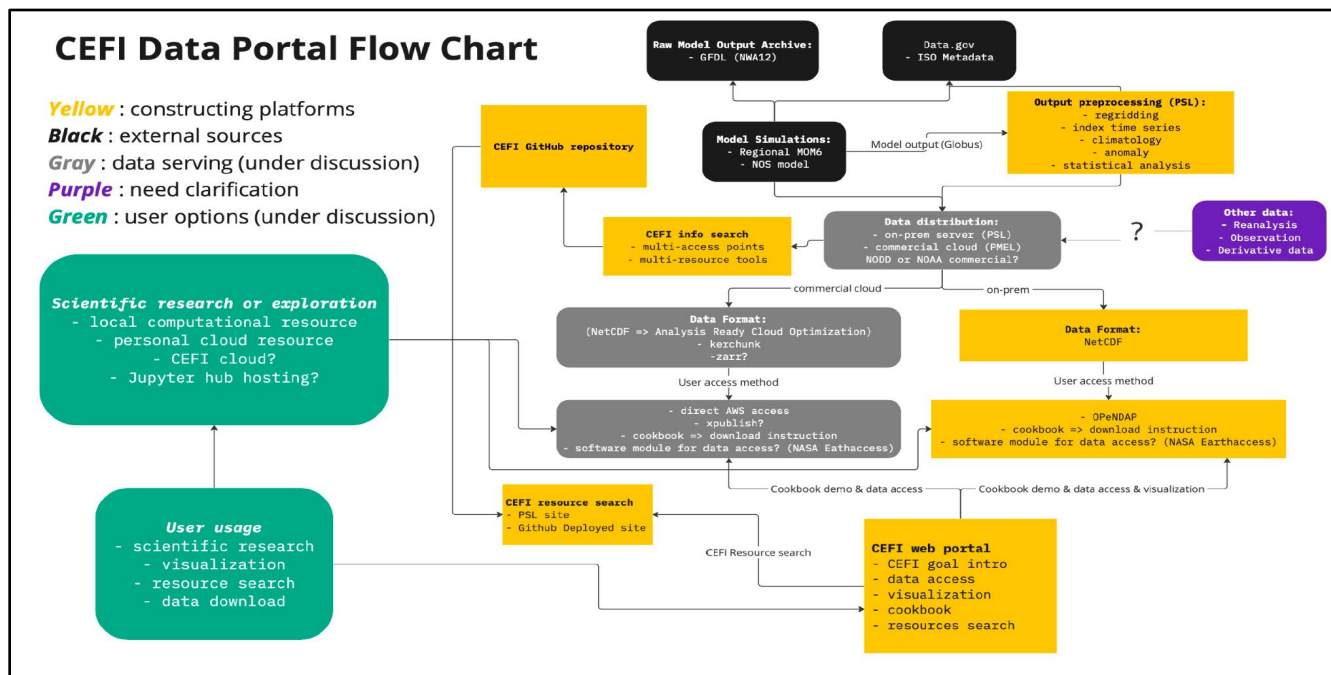 CEFI Data Portal Flow Chart
Yellow : constructing platforms
Black : external sources
Gray : data serving (under discussion)
Purple : need clarification
Green : user options (under discussion)
Raw Model Output Archive:
- GFDL (NWA12)
Data.gov
- ISO Metadata
CEFI GitHub repository
Model Simulations:
- Regional MOM6
- NOS model
Model output (Globus)
Output preprocessing (PSL):
- regridding
- index time series
- climatology
- anomaly
- statistical analysis
CEFI info search
- multi-access points
- multi-resource tools
Data distribution:
- on-prem server (PSL)
- commercial cloud (PMEL)
NODD or NOAA commercial?
?
Other data:
- Reanalysis
- Observation
- Derivative data
commercial cloud
on-prem
Scientific research or exploration
- local computational resource
- personal cloud resource
- CEFI cloud?
- Jupyter hub hosting?
Data Format:
(NetCDF => Analysis Ready Cloud Optimization)
- kerchunk
-zarr?
Data Format:
NetCDF
User access method
User access method
- direct AWS access
- xpublish?
- cookbook => download instruction
- software module for data access? (NASA Eathaccess)
- OPeNDAP
- cookbook => download instruction
- software module for data access? (NASA Earthaccess)
Cookbook demo & data access
Cookbook demo & data access & visualization
User usage
- scientific research
- visualization
- resource search
- data download
CEFI resource search
- PSL site
- Github Deployed site
CEFI Resource search
CEFI web portal
- CEFI goal intro
- data access
- visualization
- cookbook
- resources search